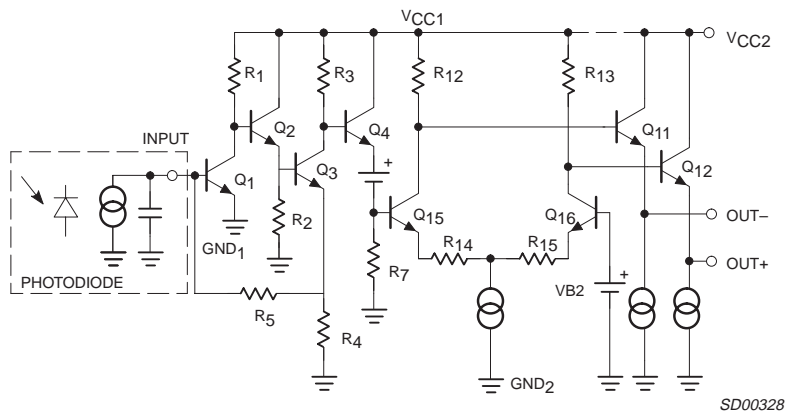 VCC1
VCC2
R1
R3
R12
R13
INPUT
Q2
Q4
Q11
Q3
Q12
Q1
+
Q15
Q16
R2
GND1
OUT–
R14
R15
R7
+
OUT+
PHOTODIODE
VB2
R5
R4
GND2
SD00328